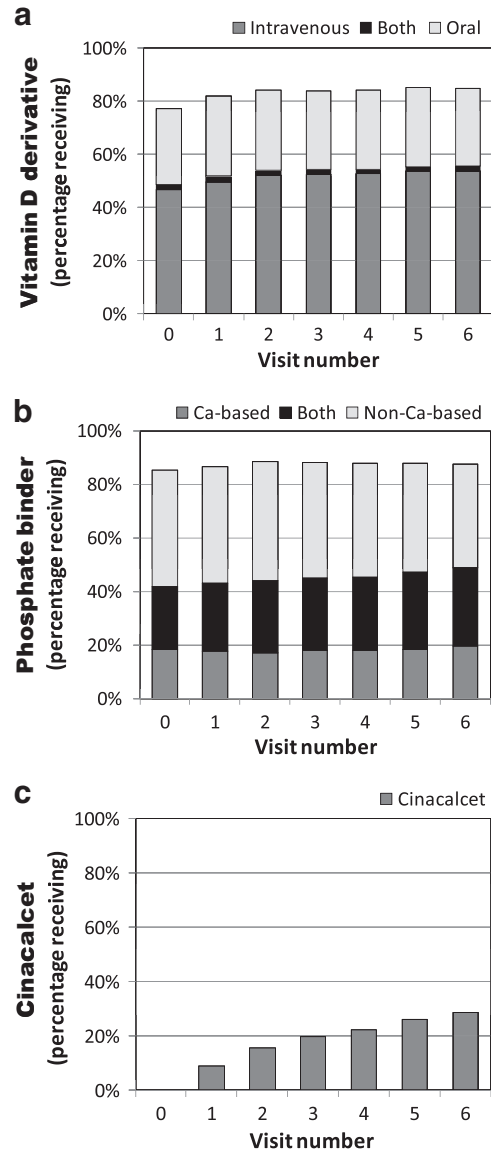 a
Intravenous Both Oral
Vitamin D derivative
(percentage receiving)
100%
80%
60%
40%
20%
0%
0 1 2 3 4 5 6
Visit number
b
Ca-based Both Non-Ca-based
Phosphate binder
(percentage receiving)
100%
80%
60%
40%
20%
0%
0 1 2 3 4 5 6
Visit number
c
Cinacalcet
Cinacalcet
(percentage receiving)
100%
80%
60%
40%
20%
0%
0 1 2 3 4 5 6
Visit number